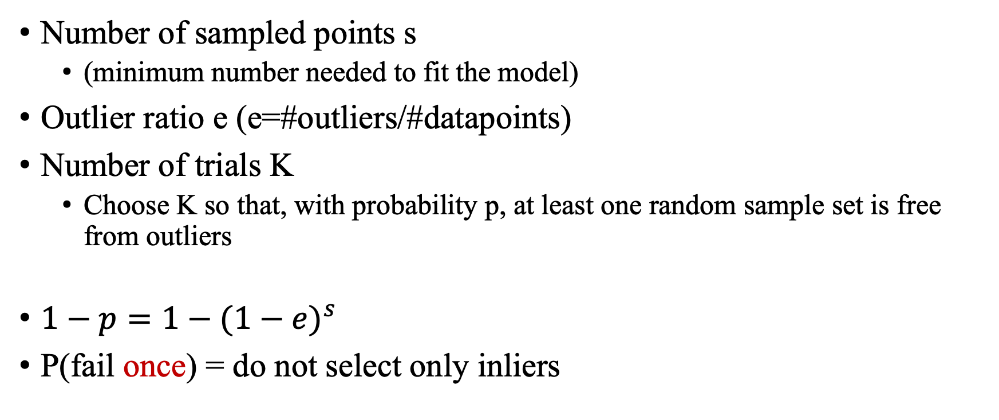 • Number of sampled points s
• (minimum number needed to fit the model)
• Outlier ratio e (e=#outliers/#datapoints)
• Number of trials K
• Choose K so that, with probability p, at least one random sample set is free
from outliers
• 1 − p = 1 − (1 − e)ˢ
• P(fail once) = do not select only inliers